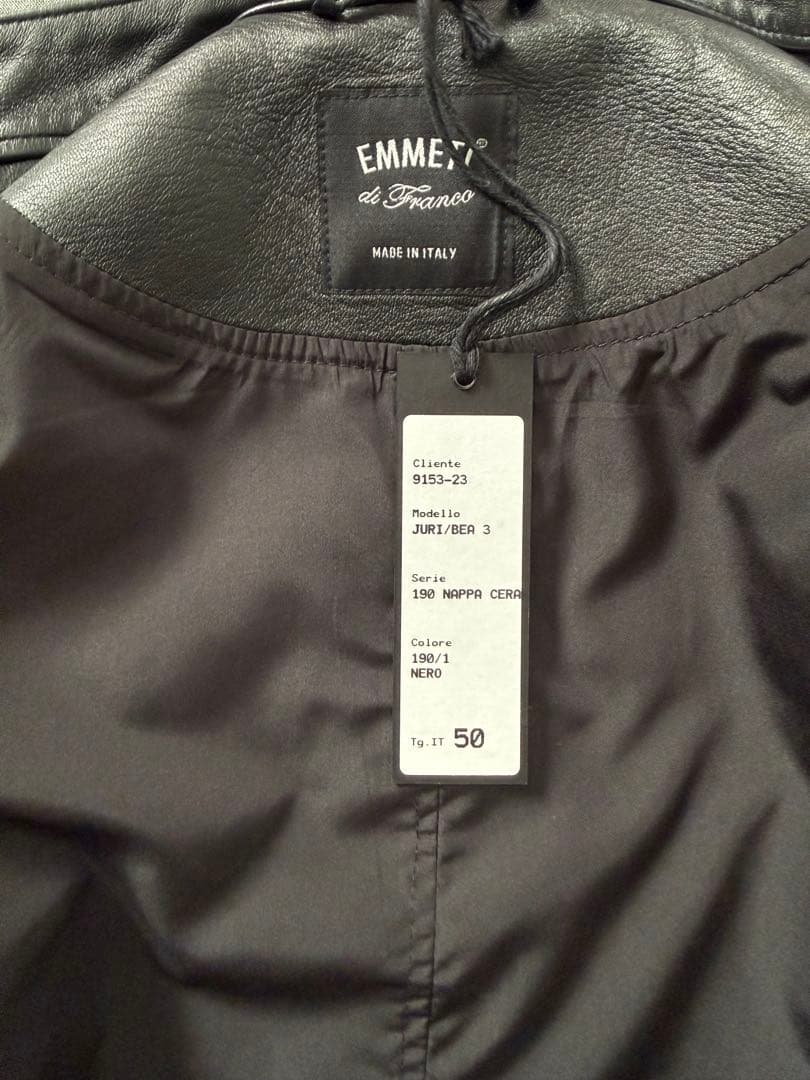 EMMETI®
di Franco
MADE IN ITALY
Cliente
9153-23
Modello
JURI/BEA 3
Serie
190 NAPPA CERA
Colore
190/1
NERO
Tg.IT 50